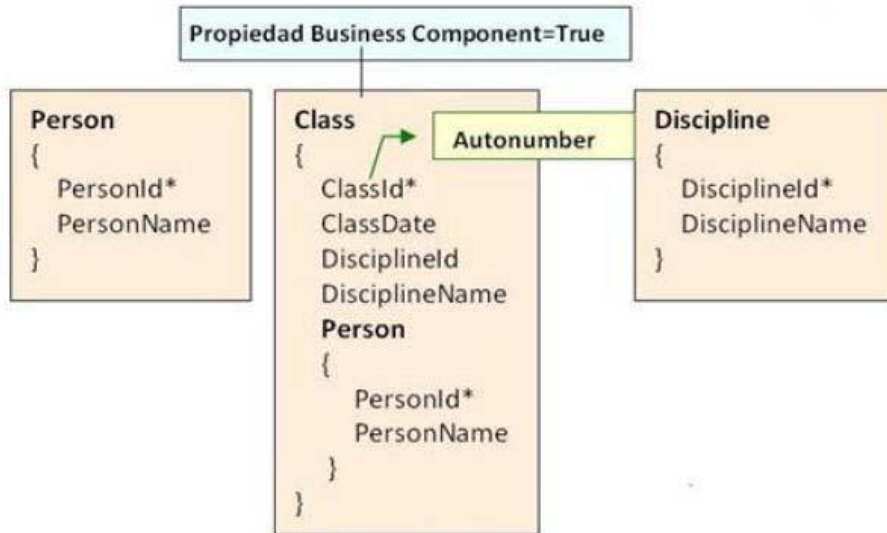 Propiedad Business Component=True
Person
{
PersonId*
PersonName
}
Class
{
ClassId*
ClassDate
DisciplineId
DisciplineName
Person
{
PersonId*
PersonName
}
}
Autonumber
Discipline
{
DisciplineId*
DisciplineName
}